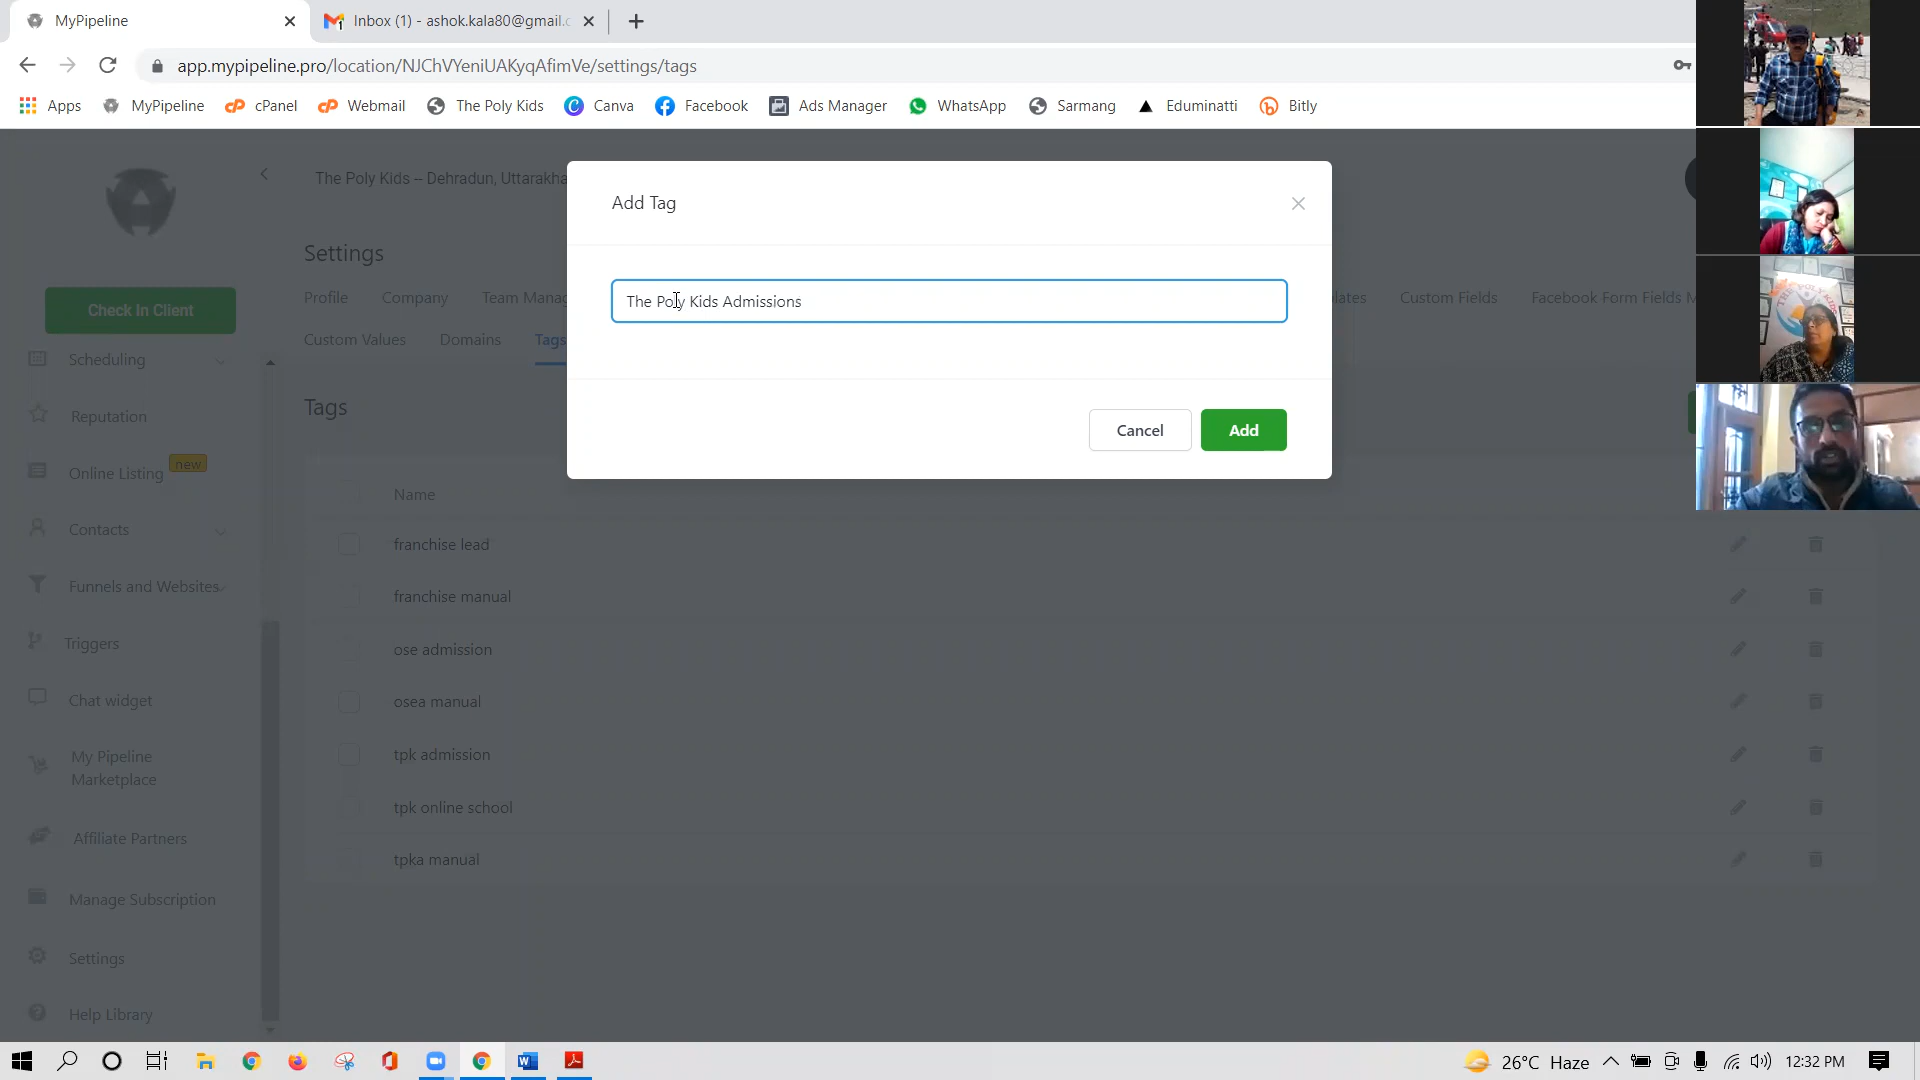 MyPipeline
Inbox (1) - ashok.kala80@gmail.c
app.mypipeline.pro/location/NJChVYeniUAKyqAfimVe/settings/tags
Apps MyPipeline cPanel Webmail The Poly Kids Canva Facebook Ads Manager WhatsApp Sarmang Eduminatti Bitly
The Poly Kids – Dehradun, Uttarakha
Add Tag
Settings
Check In Client
Profile Company Team Manag
The Poly Kids Admissions
Custom Fields Facebook Form Fields M
Custom Values Domains Tags
Scheduling
Reputation
Online Listing new
Contacts
Funnels and Websites
Triggers
Chat widget
My Pipeline
Marketplace
Affiliate Partners
Manage Subscription
Settings
Help Library
Tags
Cancel Add
Name
franchise lead
franchise manual
ose admission
osea manual
tpk admission
tpk online school
tpka manual
THE POLY KIDS
26°C Haze 12:32 PM